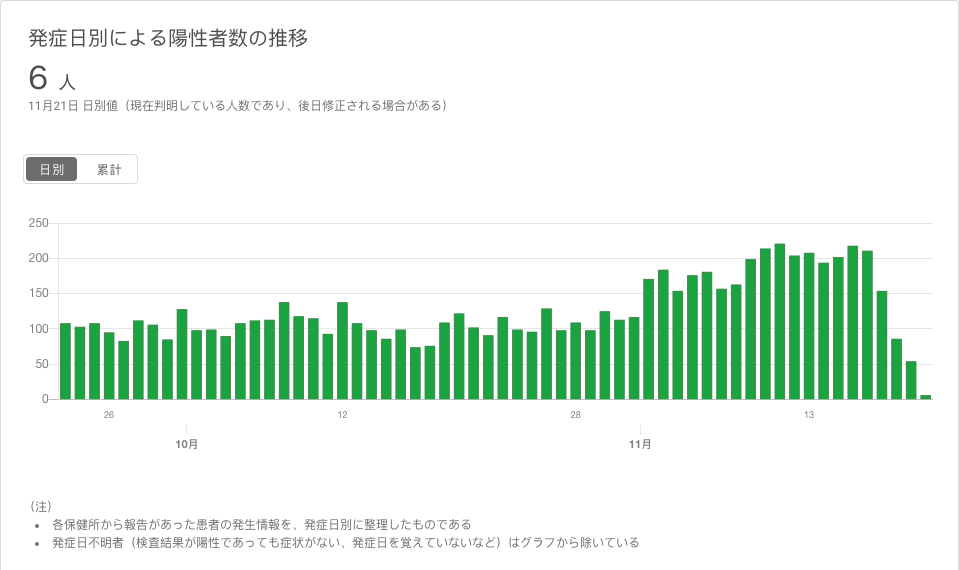 発症日別による陽性者数の推移
6 人
11月21日 日別値（現在判明している人数であり、後日修正される場合がある）
日別 累計
250
200
150
100
50
0
26 12 28 13
10月 11月
（注）
• 各保健所から報告があった患者の発生情報を、発症日別に整理したものである
• 発症日不明者（検査結果が陽性であっても症状がない、発症日を覚えていないなど）はグラフから除いている